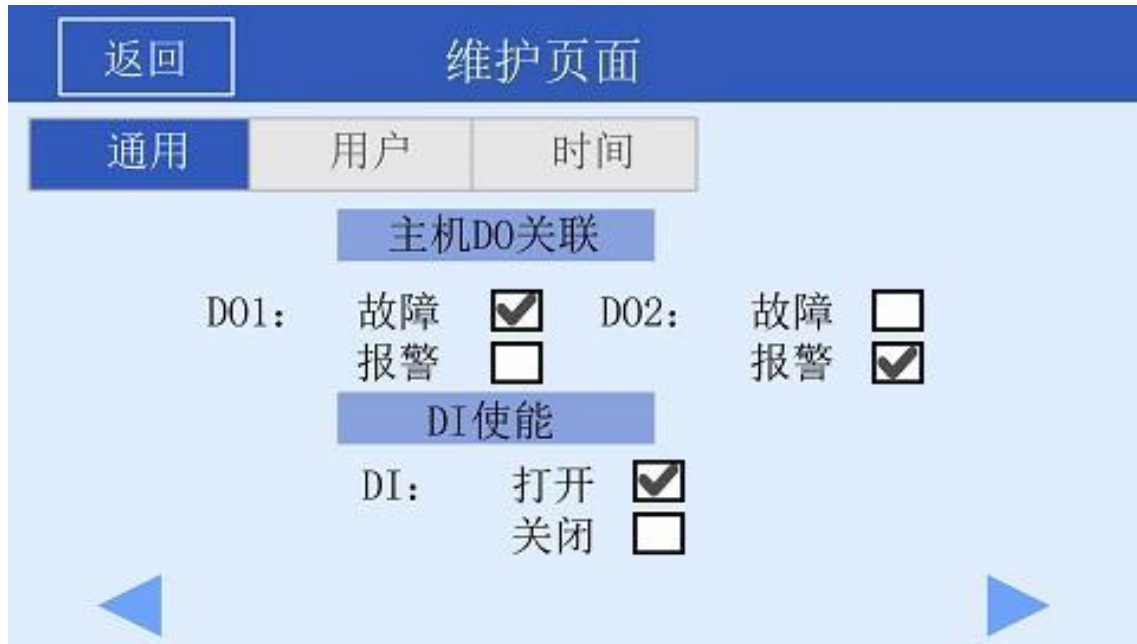 返回 维护页面
通用 用户 时间
主机DO关联
DO1: 故障 DO2: 故障
报警 报警
DI使能
DI: 打开
关闭